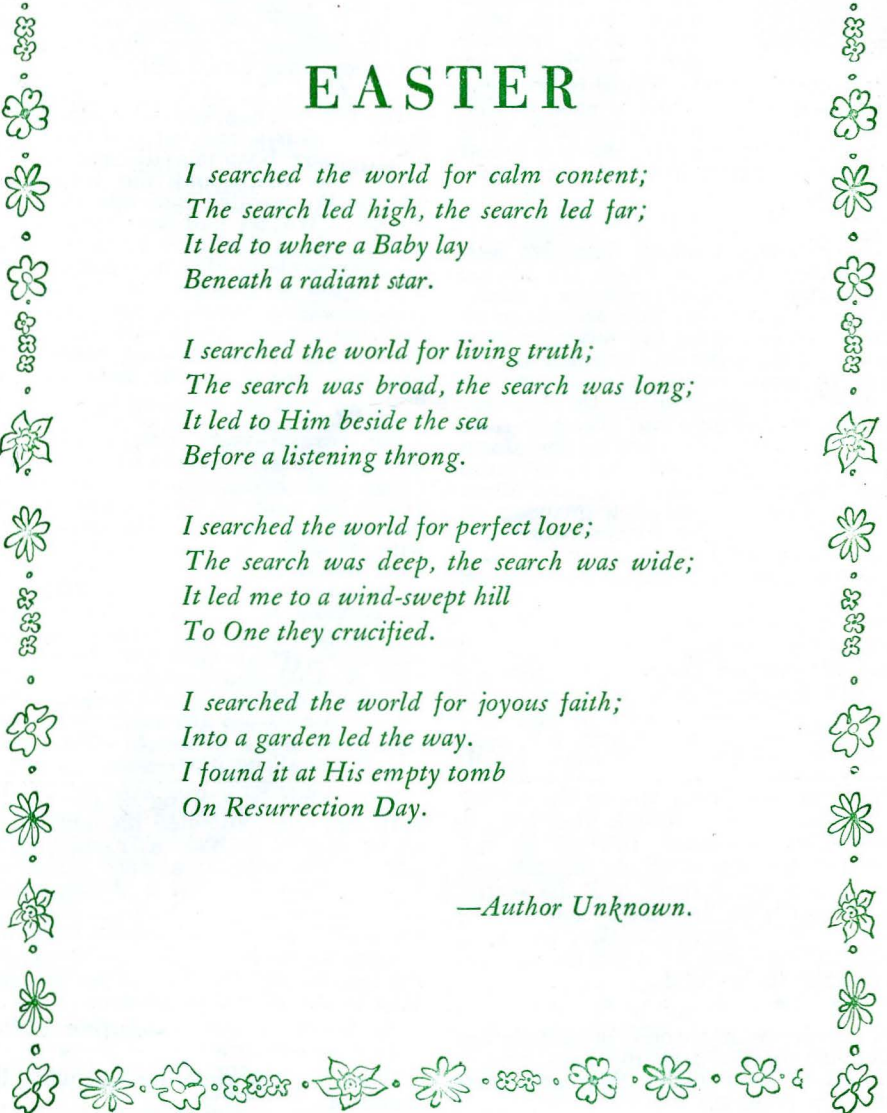 EASTER
I searched the world for calm content;
The search led high, the search led far;
It led to where a Baby lay
Beneath a radiant star.
I searched the world for living truth;
The search was broad, the search was long;
It led to Him beside the sea
Before a listening throng.
I searched the world for perfect love;
The search was deep, the search was wide;
It led me to a wind-swept hill
To One they crucified.
I searched the world for joyous faith;
Into a garden led the way.
I found it at His empty tomb
On Resurrection Day.
—Author Unknown.